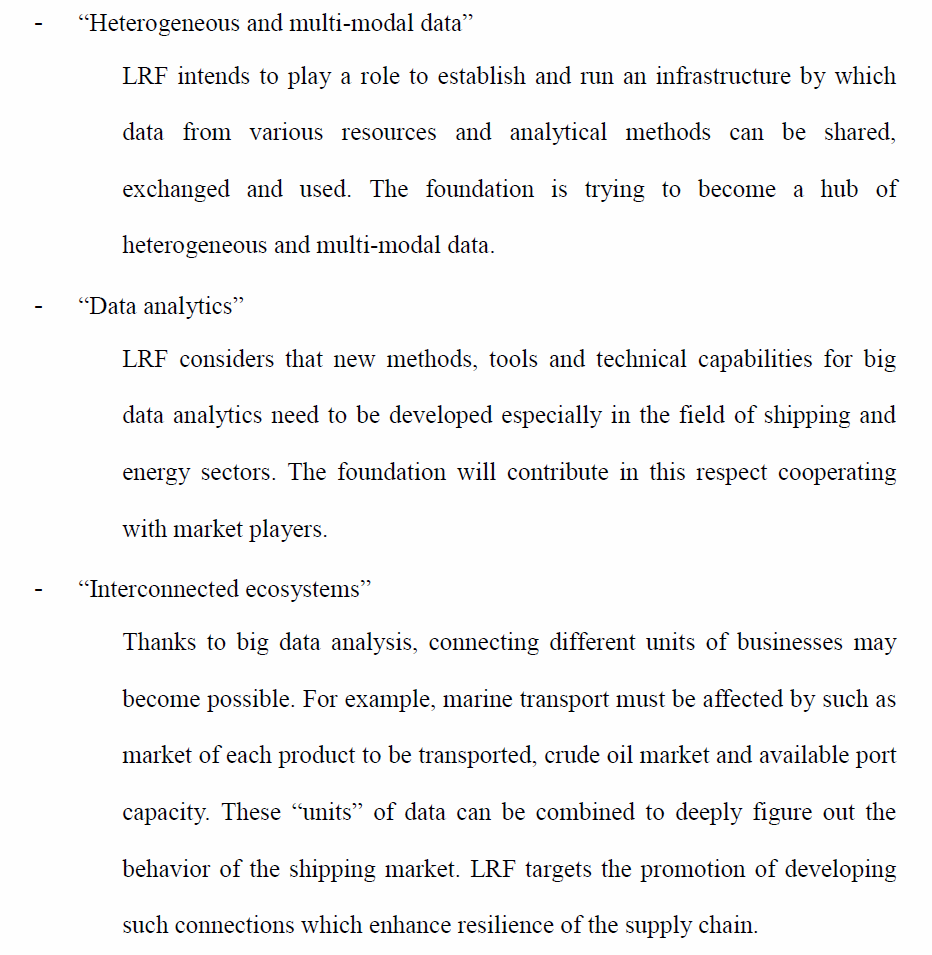 - “Heterogeneous and multi-modal data”
LRF intends to play a role to establish and run an infrastructure by which
data from various resources and analytical methods can be shared,
exchanged and used. The foundation is trying to become a hub of
heterogeneous and multi-modal data.
- “Data analytics”
LRF considers that new methods, tools and technical capabilities for big
data analytics need to be developed especially in the field of shipping and
energy sectors. The foundation will contribute in this respect cooperating
with market players.
- “Interconnected ecosystems”
Thanks to big data analysis, connecting different units of businesses may
become possible. For example, marine transport must be affected by such as
market of each product to be transported, crude oil market and available port
capacity. These “units” of data can be combined to deeply figure out the
behavior of the shipping market. LRF targets the promotion of developing
such connections which enhance resilience of the supply chain.